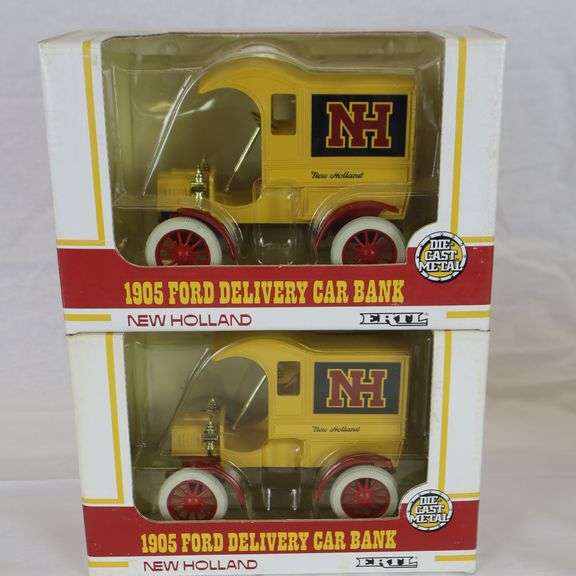 NH
New Holland
DIE
CAST
METAL
1905 FORD DELIVERY CAR BANK
NEW HOLLAND ERTL
NH
New Holland
DIE
CAST
METAL
1905 FORD DELIVERY CAR BANK
NEW HOLLAND ERTL